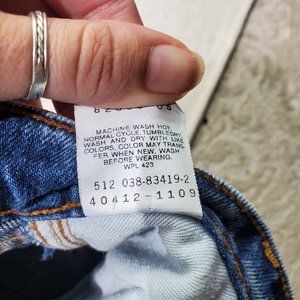 MACHINE WASH HOT
NORMAL CYCLE. TUMBLE DRY
WASH AND DRY WITH LIKE
COLORS. COLOR MAY TRANS-
FER WHEN NEW. WASH
BEFORE WEARING.
WPL 423
512 038-83419-2
40412-1109